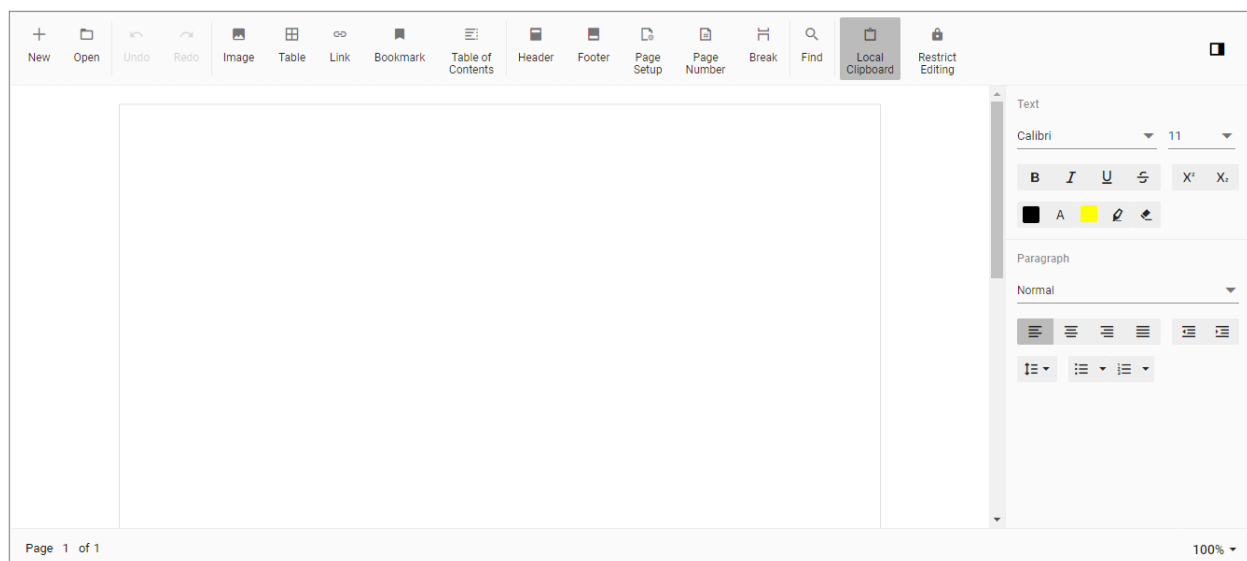 New Open Undo Redo Image Table Link Bookmark Table of Contents Header Footer Page Setup Page Number Break Find Local Clipboard Restrict Editing
Text
Calibri 11
B I U S X² X₂
A
Paragraph
Normal
Page 1 of 1
100%